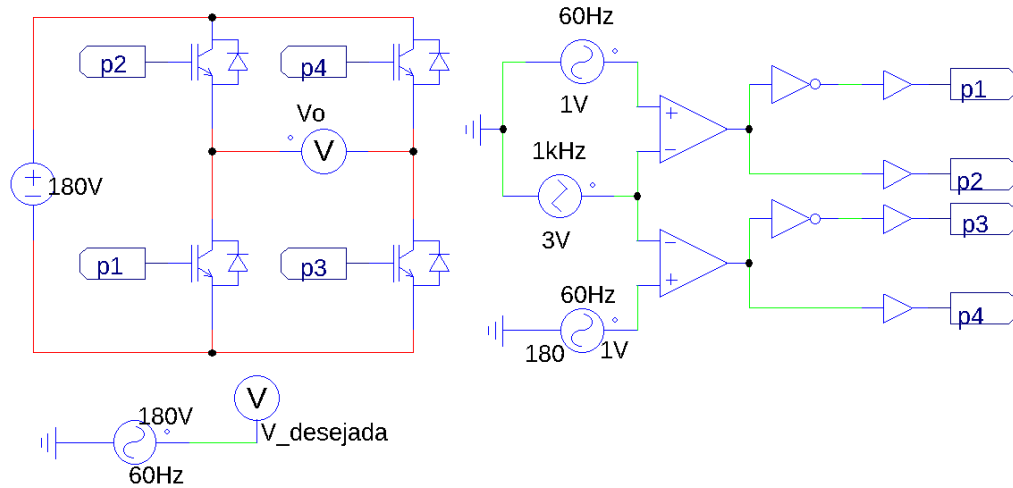 p2
p4
Vo
V
180V
p1
p3
180V
V
V_desejada
60Hz
60Hz
1V
1kHz
3V
60Hz
180
1V
p1
p2
p3
p4